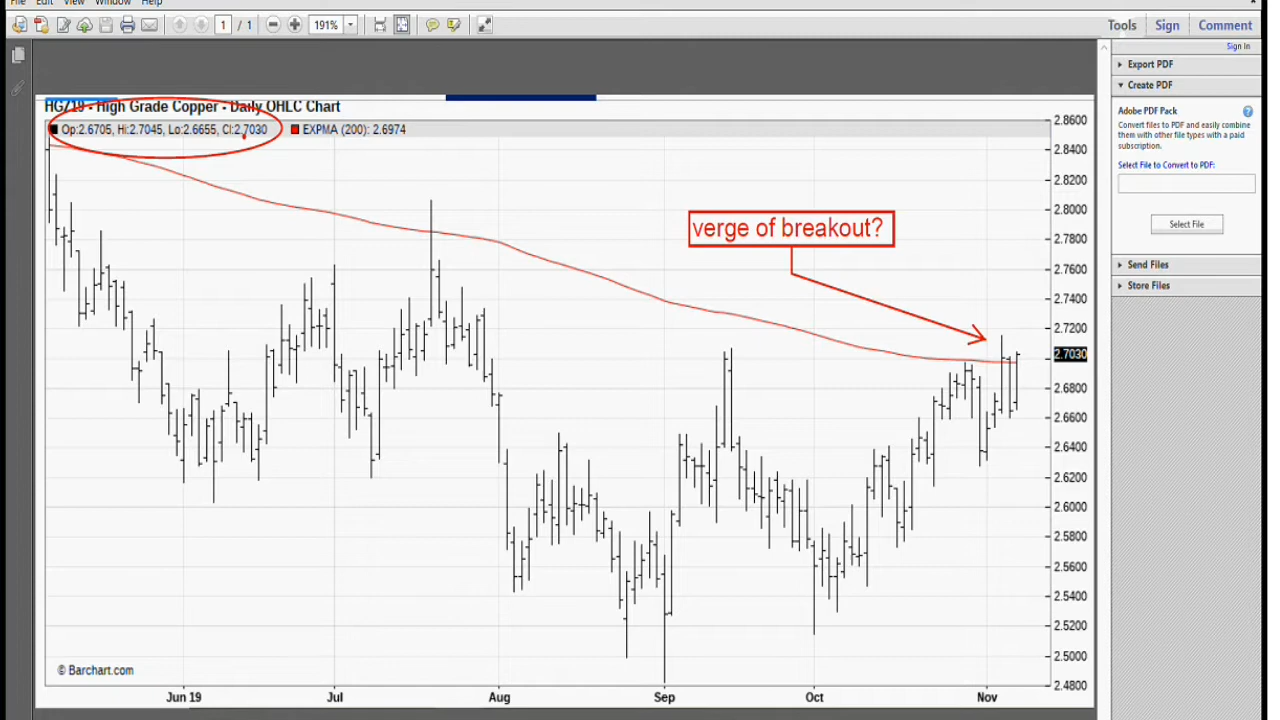 File Edit View Window Help
1 / 1 191% Tools Sign Comment
Sign In
Export PDF
Create PDF
Adobe PDF Pack
Convert files to PDF and easily combine
them with other file types with a paid
subscription.
Select File to Convert to PDF:
Select File
Send Files
Store Files
- High Grade Copper - Daily OHLC Chart
Op:2.6705, Hi:2.7045, Lo:2.6655, Cl:2.7030 EXPMA (200): 2.6974
verge of breakout?
2.8600
2.8400
2.8200
2.8000
2.7800
2.7600
2.7400
2.7200
2.7030
2.6800
2.6600
2.6400
2.6200
2.6000
2.5800
2.5600
2.5400
2.5200
2.5000
2.4800
© Barchart.com
Jun 19 Jul Aug Sep Oct Nov